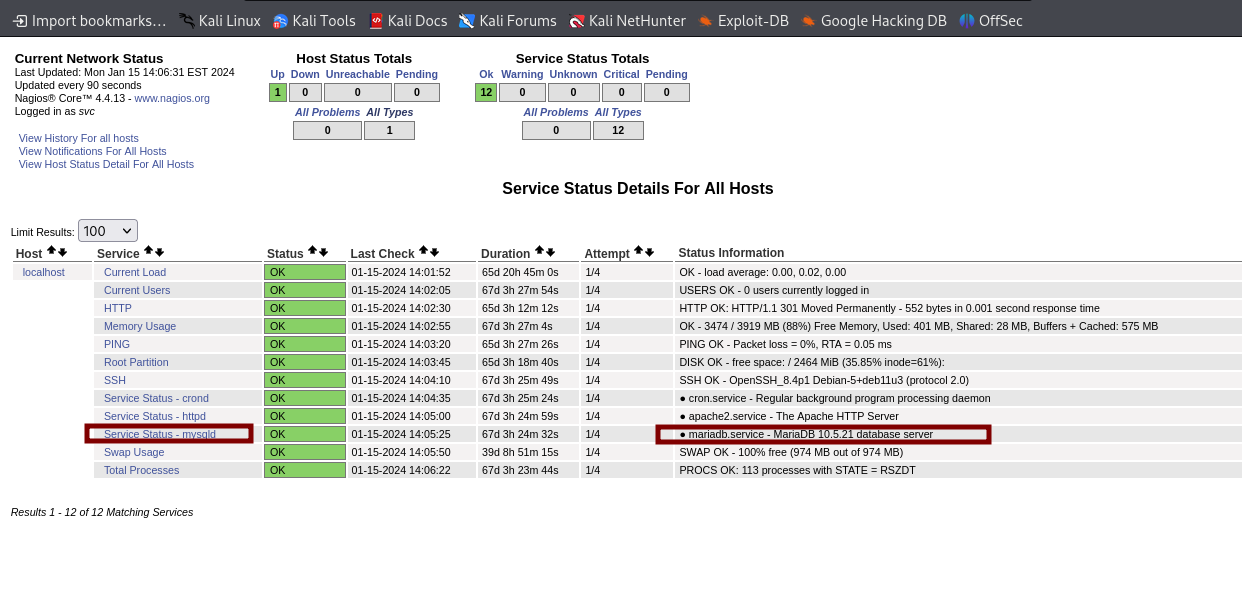 Import bookmarks... Kali Linux Kali Tools Kali Docs Kali Forums Kali NetHunter Exploit-DB Google Hacking DB OffSec
Current Network Status
Last Updated: Mon Jan 15 14:06:31 EST 2024
Updated every 90 seconds
Nagios® Core™ 4.4.13 - www.nagios.org
Logged in as svc
View History For all hosts
View Notifications For All Hosts
View Host Status Detail For All Hosts
Host Status Totals
Up Down Unreachable Pending
1 0 0 0
All Problems All Types
0 1
Service Status Totals
Ok Warning Unknown Critical Pending
12 0 0 0 0
All Problems All Types
0 12
Service Status Details For All Hosts
Limit Results: 100
Host Service Status Last Check Duration Attempt Status Information
localhost Current Load OK 01-15-2024 14:01:52 65d 20h 45m 0s 1/4 OK - load average: 0.00, 0.02, 0.00
Current Users OK 01-15-2024 14:02:05 67d 3h 27m 54s 1/4 USERS OK - 0 users currently logged in
HTTP OK 01-15-2024 14:02:30 65d 3h 12m 12s 1/4 HTTP OK: HTTP/1.1 301 Moved Permanently - 552 bytes in 0.001 second response time
Memory Usage OK 01-15-2024 14:02:55 67d 3h 27m 4s 1/4 OK - 3474 / 3919 MB (88%) Free Memory, Used: 401 MB, Shared: 28 MB, Buffers + Cached: 575 MB
PING OK 01-15-2024 14:03:20 65d 3h 27m 26s 1/4 PING OK - Packet loss = 0%, RTA = 0.05 ms
Root Partition OK 01-15-2024 14:03:45 65d 3h 18m 40s 1/4 DISK OK - free space: / 2464 MiB (35.85% inode=61%):
SSH OK 01-15-2024 14:04:10 67d 3h 25m 49s 1/4 SSH OK - OpenSSH_8.4p1 Debian-5+deb11u3 (protocol 2.0)
Service Status - crond OK 01-15-2024 14:04:35 67d 3h 25m 24s 1/4 ● cron.service - Regular background program processing daemon
Service Status - httpd OK 01-15-2024 14:05:00 67d 3h 24m 59s 1/4 ● apache2.service - The Apache HTTP Server
Service Status - mysqld OK 01-15-2024 14:05:25 67d 3h 24m 32s 1/4 ● mariadb.service - MariaDB 10.5.21 database server
Swap Usage OK 01-15-2024 14:05:50 39d 8h 51m 15s 1/4 SWAP OK - 100% free (974 MB out of 974 MB)
Total Processes OK 01-15-2024 14:06:22 67d 3h 23m 44s 1/4 PROCS OK: 113 processes with STATE = RSZDT
Results 1 - 12 of 12 Matching Services